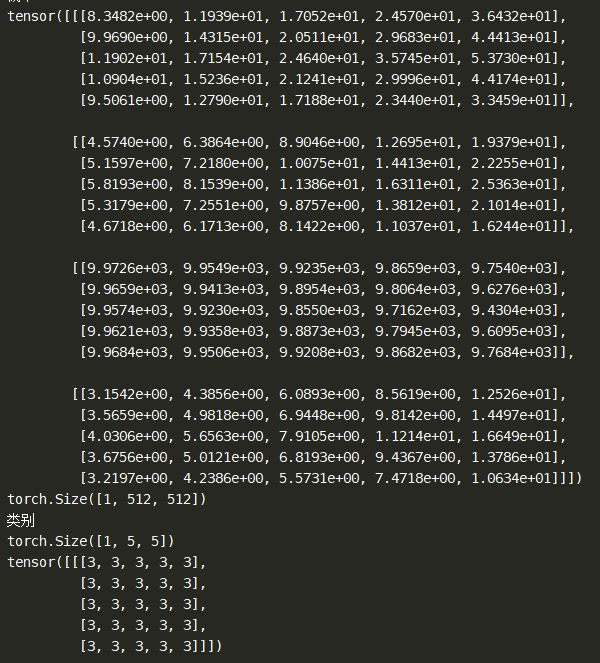 tensor([[[8.3482e+00, 1.1939e+01, 1.7052e+01, 2.4570e+01, 3.6432e+01],
[9.9690e+00, 1.4315e+01, 2.0511e+01, 2.9683e+01, 4.4413e+01],
[1.1902e+01, 1.7154e+01, 2.4640e+01, 3.5745e+01, 5.3730e+01],
[1.0904e+01, 1.5236e+01, 2.1241e+01, 2.9996e+01, 4.4174e+01],
[9.5061e+00, 1.2790e+01, 1.7188e+01, 2.3440e+01, 3.3459e+01]],
[[4.5740e+00, 6.3864e+00, 8.9046e+00, 1.2695e+01, 1.9379e+01],
[5.1597e+00, 7.2180e+00, 1.0075e+01, 1.4413e+01, 2.2255e+01],
[5.8193e+00, 8.1539e+00, 1.1386e+01, 1.6311e+01, 2.5363e+01],
[5.3179e+00, 7.2551e+00, 9.8757e+00, 1.3812e+01, 2.1014e+01],
[4.6718e+00, 6.1713e+00, 8.1422e+00, 1.1037e+01, 1.6244e+01]],
[[9.9726e+03, 9.9549e+03, 9.9235e+03, 9.8659e+03, 9.7540e+03],
[9.9659e+03, 9.9413e+03, 9.8954e+03, 9.8064e+03, 9.6276e+03],
[9.9574e+03, 9.9230e+03, 9.8550e+03, 9.7162e+03, 9.4304e+03],
[9.9621e+03, 9.9358e+03, 9.8873e+03, 9.7945e+03, 9.6095e+03],
[9.9684e+03, 9.9506e+03, 9.9208e+03, 9.8682e+03, 9.7684e+03]],
[[3.1542e+00, 4.3856e+00, 6.0893e+00, 8.5619e+00, 1.2526e+01],
[3.5659e+00, 4.9818e+00, 6.9448e+00, 9.8142e+00, 1.4497e+01],
[4.0306e+00, 5.6563e+00, 7.9105e+00, 1.1214e+01, 1.6649e+01],
[3.6756e+00, 5.0121e+00, 6.8193e+00, 9.4367e+00, 1.3786e+01],
[3.2197e+00, 4.2386e+00, 5.5731e+00, 7.4718e+00, 1.0634e+01]]])
torch.Size([1, 512, 512])
类别
torch.Size([1, 5, 5])
tensor([[[3, 3, 3, 3, 3],
[3, 3, 3, 3, 3],
[3, 3, 3, 3, 3],
[3, 3, 3, 3, 3],
[3, 3, 3, 3, 3]]])